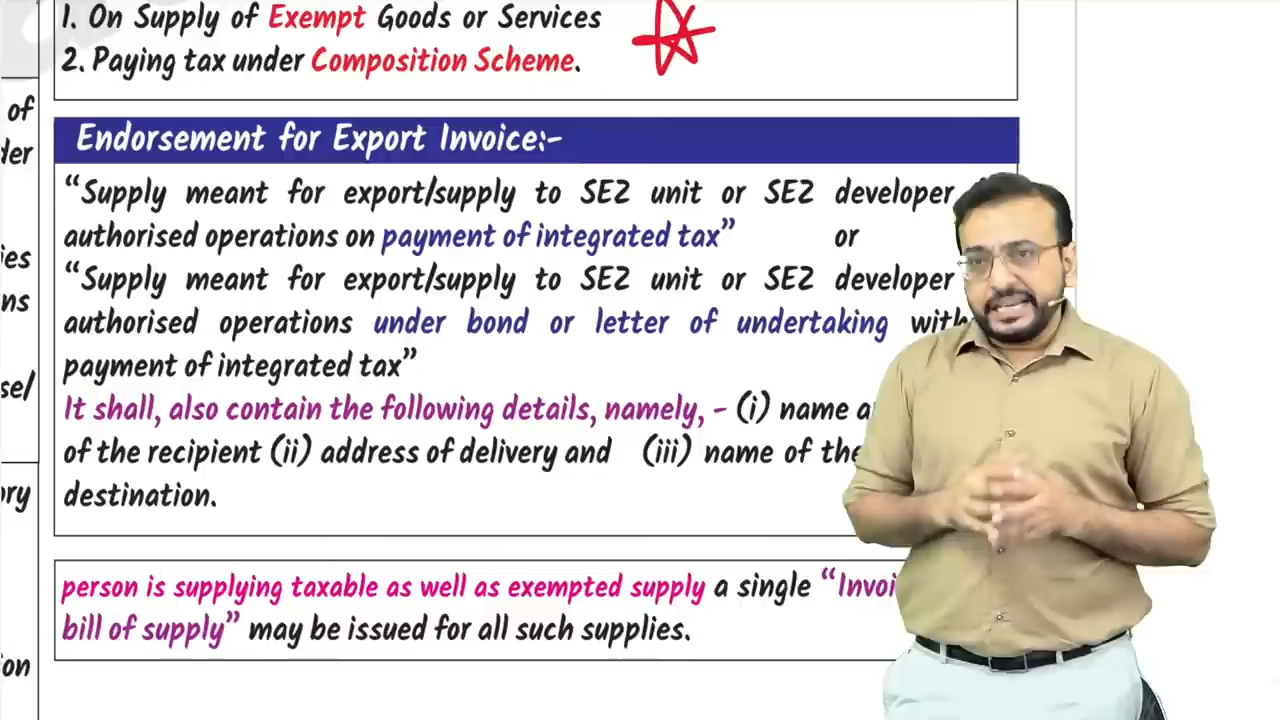 1. On Supply of Exempt Goods or Services
2. Paying tax under Composition Scheme.
of
der
Endorsement for Export Invoice:-
“Supply meant for export/supply to SEZ unit or SEZ developer
authorised operations on payment of integrated tax” or
ies
“Supply meant for export/supply to SEZ unit or SEZ developer
ns
authorised operations under bond or letter of undertaking with
payment of integrated tax”
se/
It shall, also contain the following details, namely, - (i) name a
of the recipient (ii) address of delivery and (iii) name of the
ory
destination.
person is supplying taxable as well as exempted supply a single “Invoi
bill of supply” may be issued for all such supplies.
ion